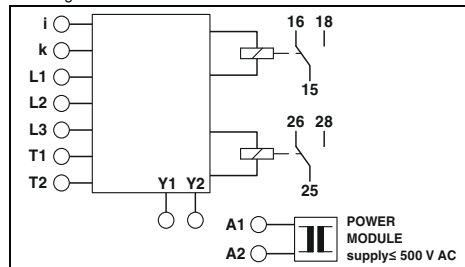 i
k
L1
L2
L3
T1
T2
Y1 Y2
16 18
15
26 28
25
A1
A2
POWER
MODULE
supply≤ 500 V AC